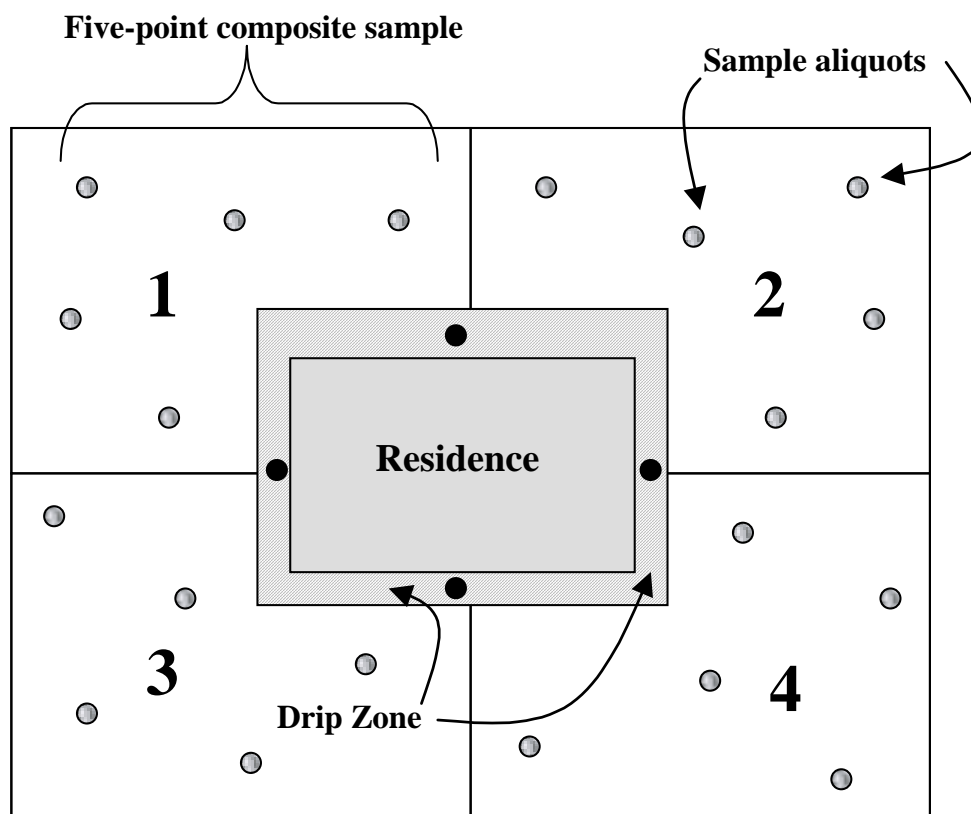 Five-point composite sample
Sample aliquots
1
2
Residence
3
4
Drip Zone